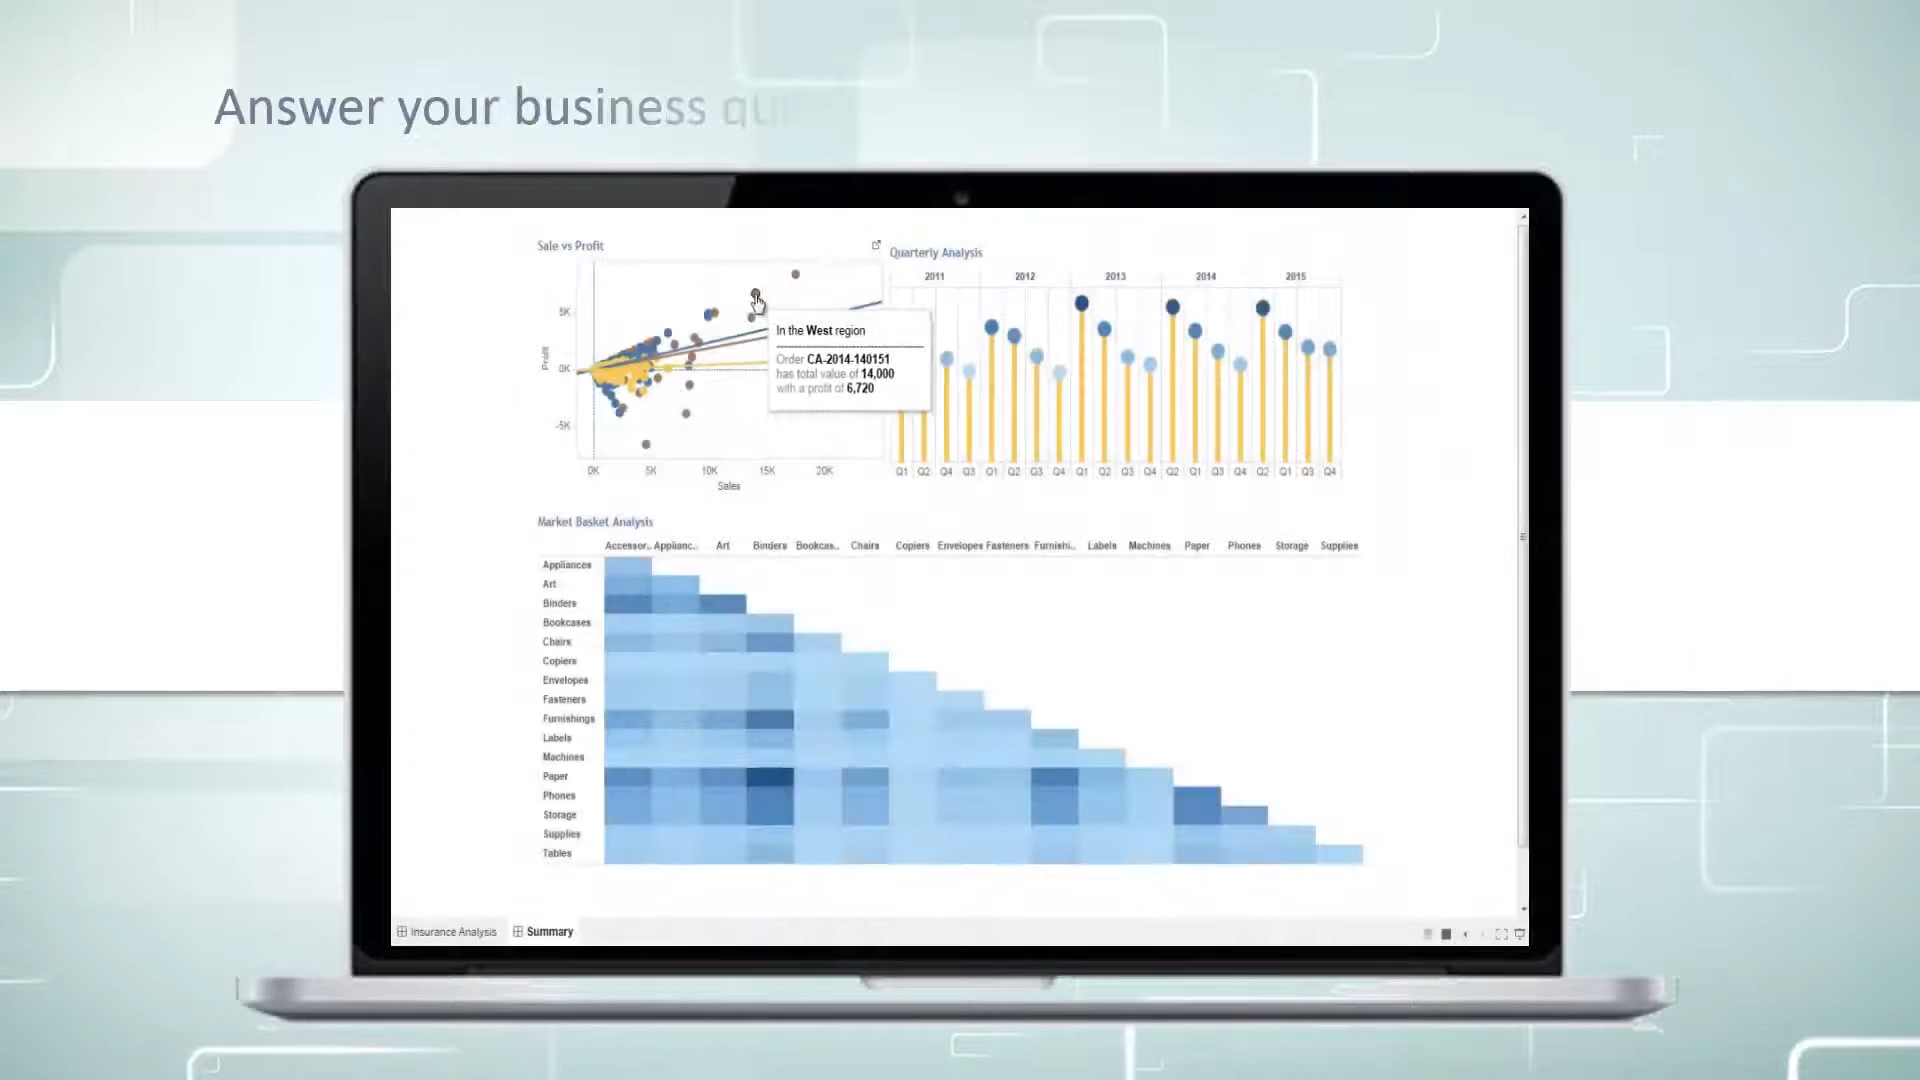 Answer your business
Sale vs Profit
Quarterly Analysis
2011 2012 2013 2014 2015
5K
0K
-5K
Profit
In the West region
Order CA-2014-140151
has total value of 14,000
with a profit of 6,720
0K 5K 10K 15K 20K
Sales
Q1 Q2 Q4 Q3 Q1 Q2 Q3 Q4 Q1 Q2 Q3 Q4 Q2 Q1 Q3 Q4 Q2 Q1 Q3 Q4
Market Basket Analysis
Accessor.. Applianc.. Art Binders Bookcas.. Chairs Copiers Envelopes Fasteners Furnishi.. Labels Machines Paper Phones Storage Supplies
Appliances
Art
Binders
Bookcases
Chairs
Copiers
Envelopes
Fasteners
Furnishings
Labels
Machines
Paper
Phones
Storage
Supplies
Tables
Insurance Analysis Summary